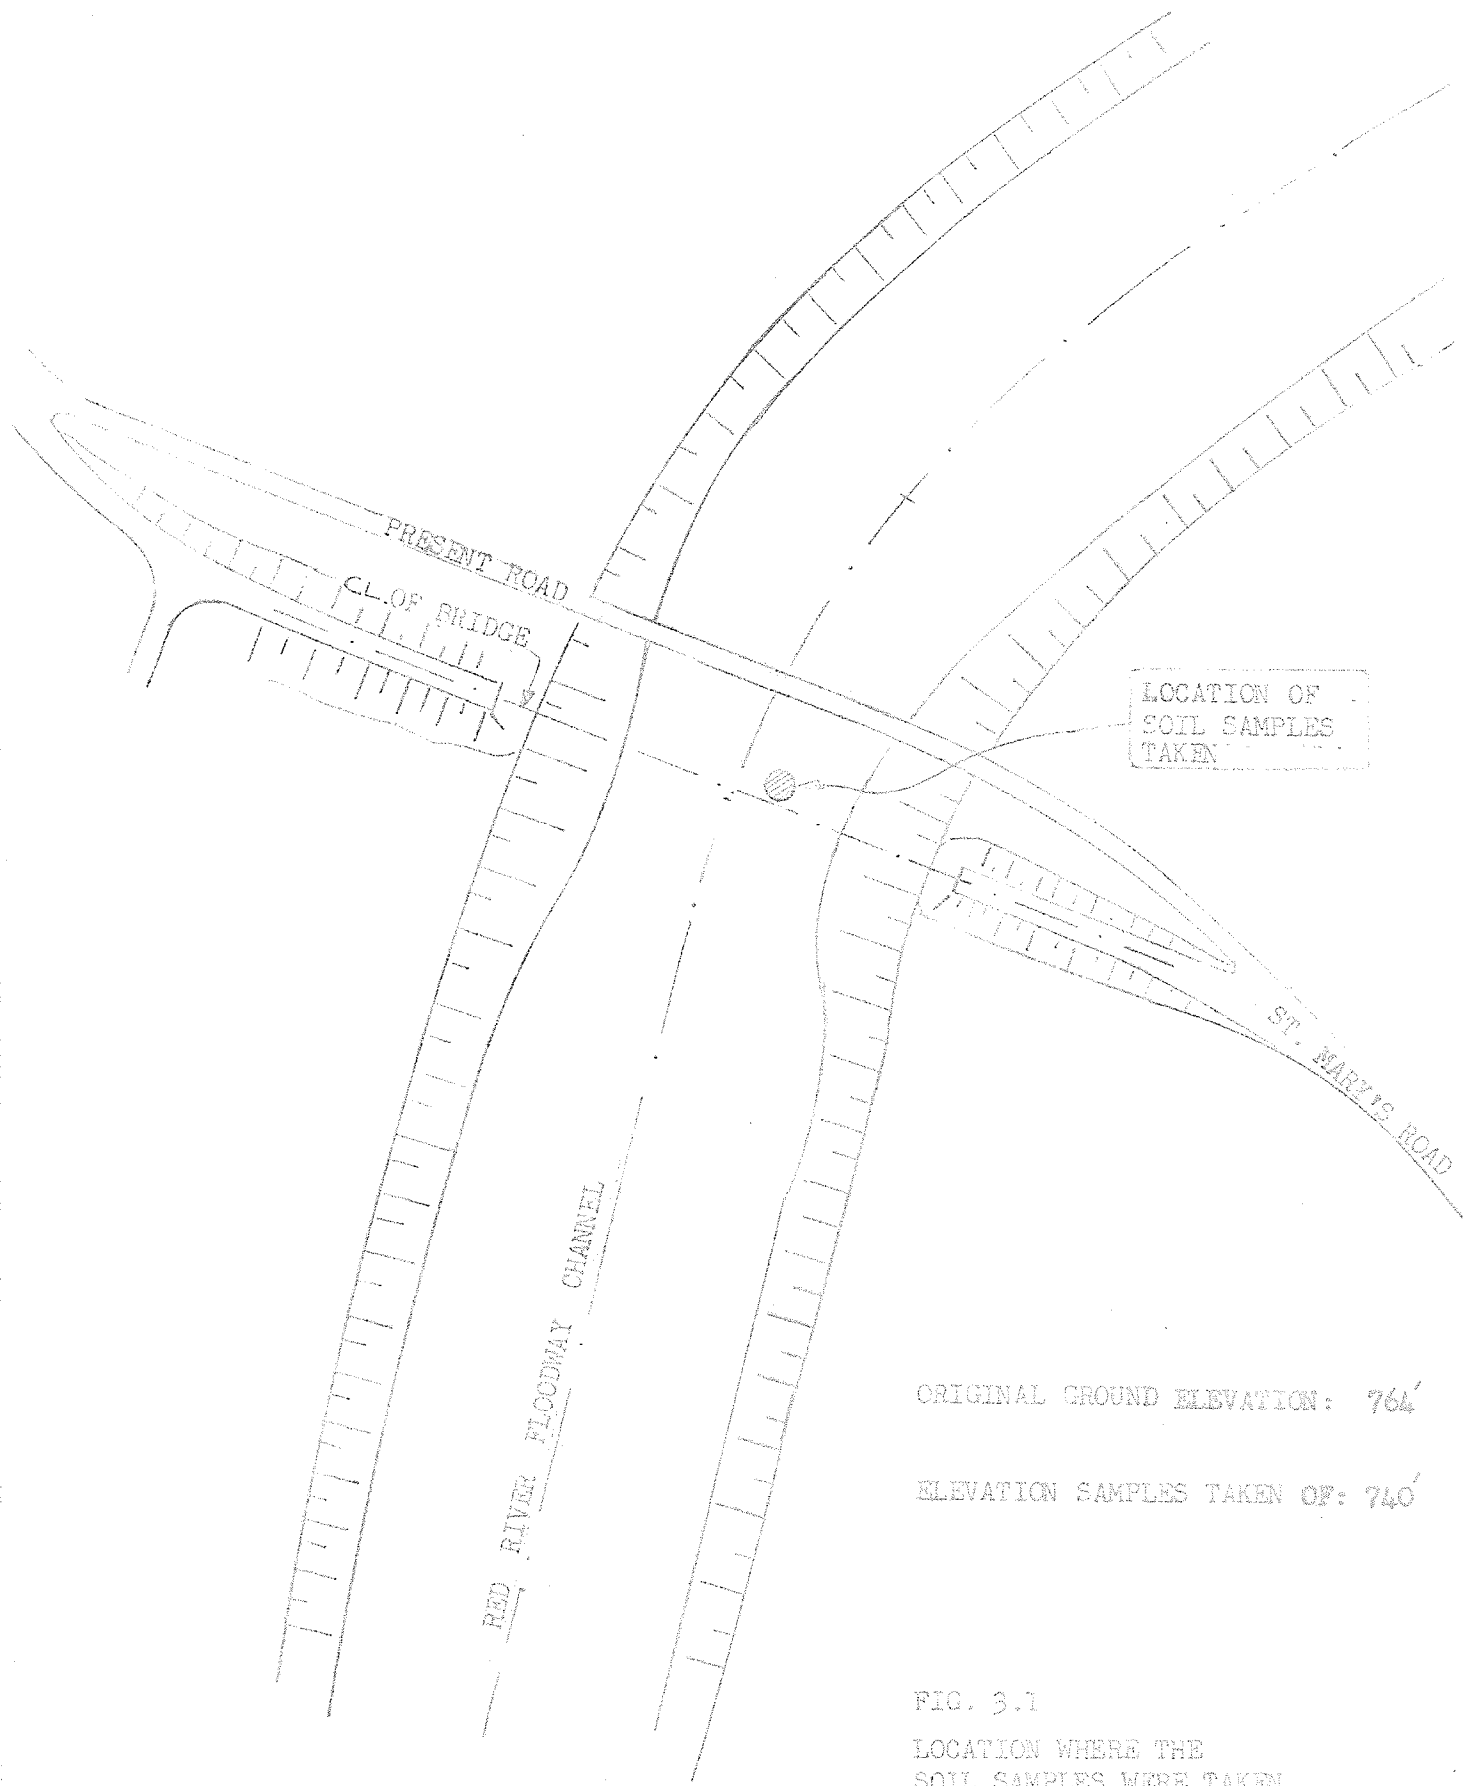 PRESENT ROAD
C.L. OF BRIDGE
LOCATION OF
SOIL SAMPLES
TAKEN
ST. MARY'S ROAD
RED RIVER FLOODWAY CHANNEL
ORIGINAL GROUND ELEVATION: 764'
ELEVATION SAMPLES TAKEN OF: 740'
FIG. 3.1
LOCATION WHERE THE
SOIL SAMPLES WERE TAKEN